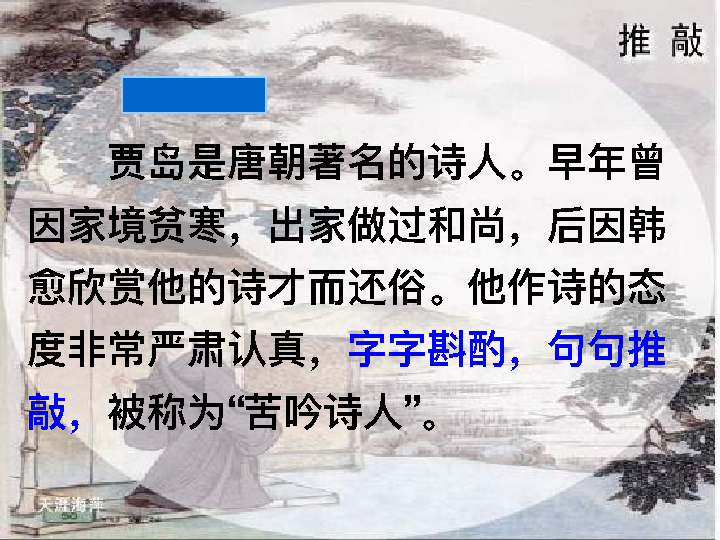 推 敲
贾岛是唐朝著名的诗人。早年曾
因家境贫寒，出家做过和尚，后因韩
愈欣赏他的诗才而还俗。他作诗的态
度非常严肃认真，字字斟酌，句句推
敲，被称为“苦吟诗人”。
天涯海萍